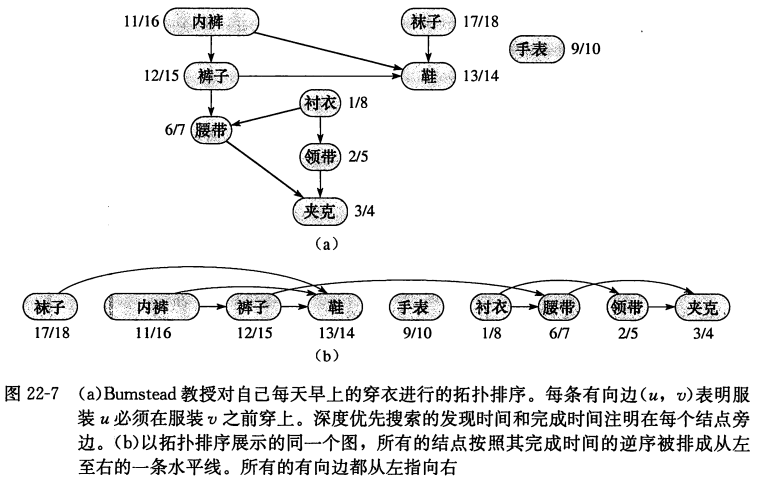 11/16 内裤 袜子 17/18
手表 9/10
12/15 裤子 鞋 13/14
衬衣 1/8
6/7 腰带
领带 2/5
夹克 3/4
(a)
袜子 内裤 裤子 鞋 手表 衬衣 腰带 领带 夹克
17/18 11/16 12/15 13/14 9/10 1/8 6/7 2/5 3/4
(b)
图 22-7 (a)Bumstead 教授对自己每天早上的穿衣进行的拓扑排序。每条有向边(u, v)表明服
装 u 必须在服装 v 之前穿上。深度优先搜索的发现时间和完成时间注明在每个结点旁
边。(b)以拓扑排序展示的同一个图，所有的结点按照其完成时间的逆序被排成从左
至右的一条水平线。所有的有向边都从左指向右